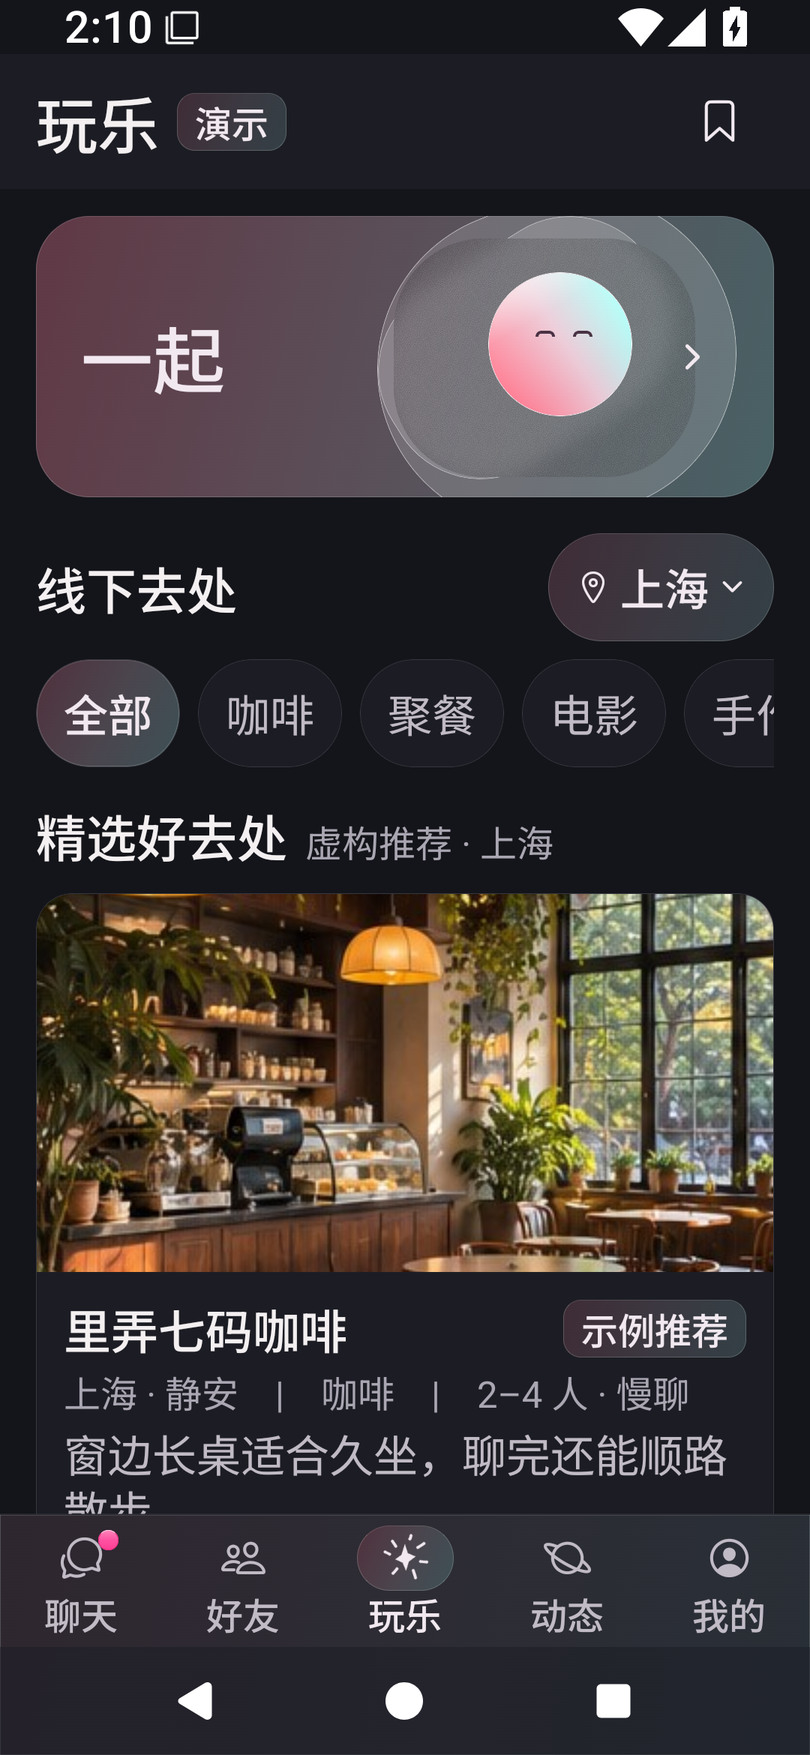 2:10
玩乐 演示
一起
线下去处 上海
全部 咖啡 聚餐 电影 手
精选好去处 虚构推荐 · 上海
里弄七码咖啡 示例推荐
上海 · 静安 | 咖啡 | 2–4 人 · 慢聊
窗边长桌适合久坐，聊完还能顺路
散步
聊天 好友 玩乐 动态 我的